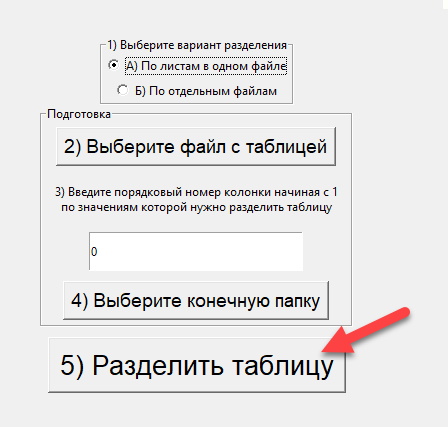 1) Выберите вариант разделения
А) По листам в одном файле
Б) По отдельным файлам
Подготовка
2) Выберите файл с таблицей
3) Введите порядковый номер колонки начиная с 1
по значениям которой нужно разделить таблицу
0
4) Выберите конечную папку
5) Разделить таблицу